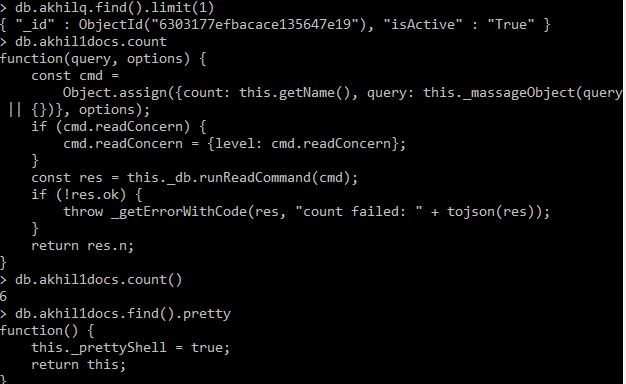 > db.akhilq.find().limit(1)
{ "_id" : ObjectId("6303177efbacace135647e19"), "isActive" : "True" }
> db.akhil1docs.count
function(query, options) {
    const cmd =
        Object.assign({count: this.getName(), query: this._massageObject(query
 || {})}, options);
    if (cmd.readConcern) {
        cmd.readConcern = {level: cmd.readConcern};
    }
    const res = this._db.runReadCommand(cmd);
    if (!res.ok) {
        throw _getErrorWithCode(res, "count failed: " + tojson(res));
    }
    return res.n;
}
> db.akhil1docs.count()
6
> db.akhil1docs.find().pretty
function() {
    this._prettyShell = true;
    return this;
}